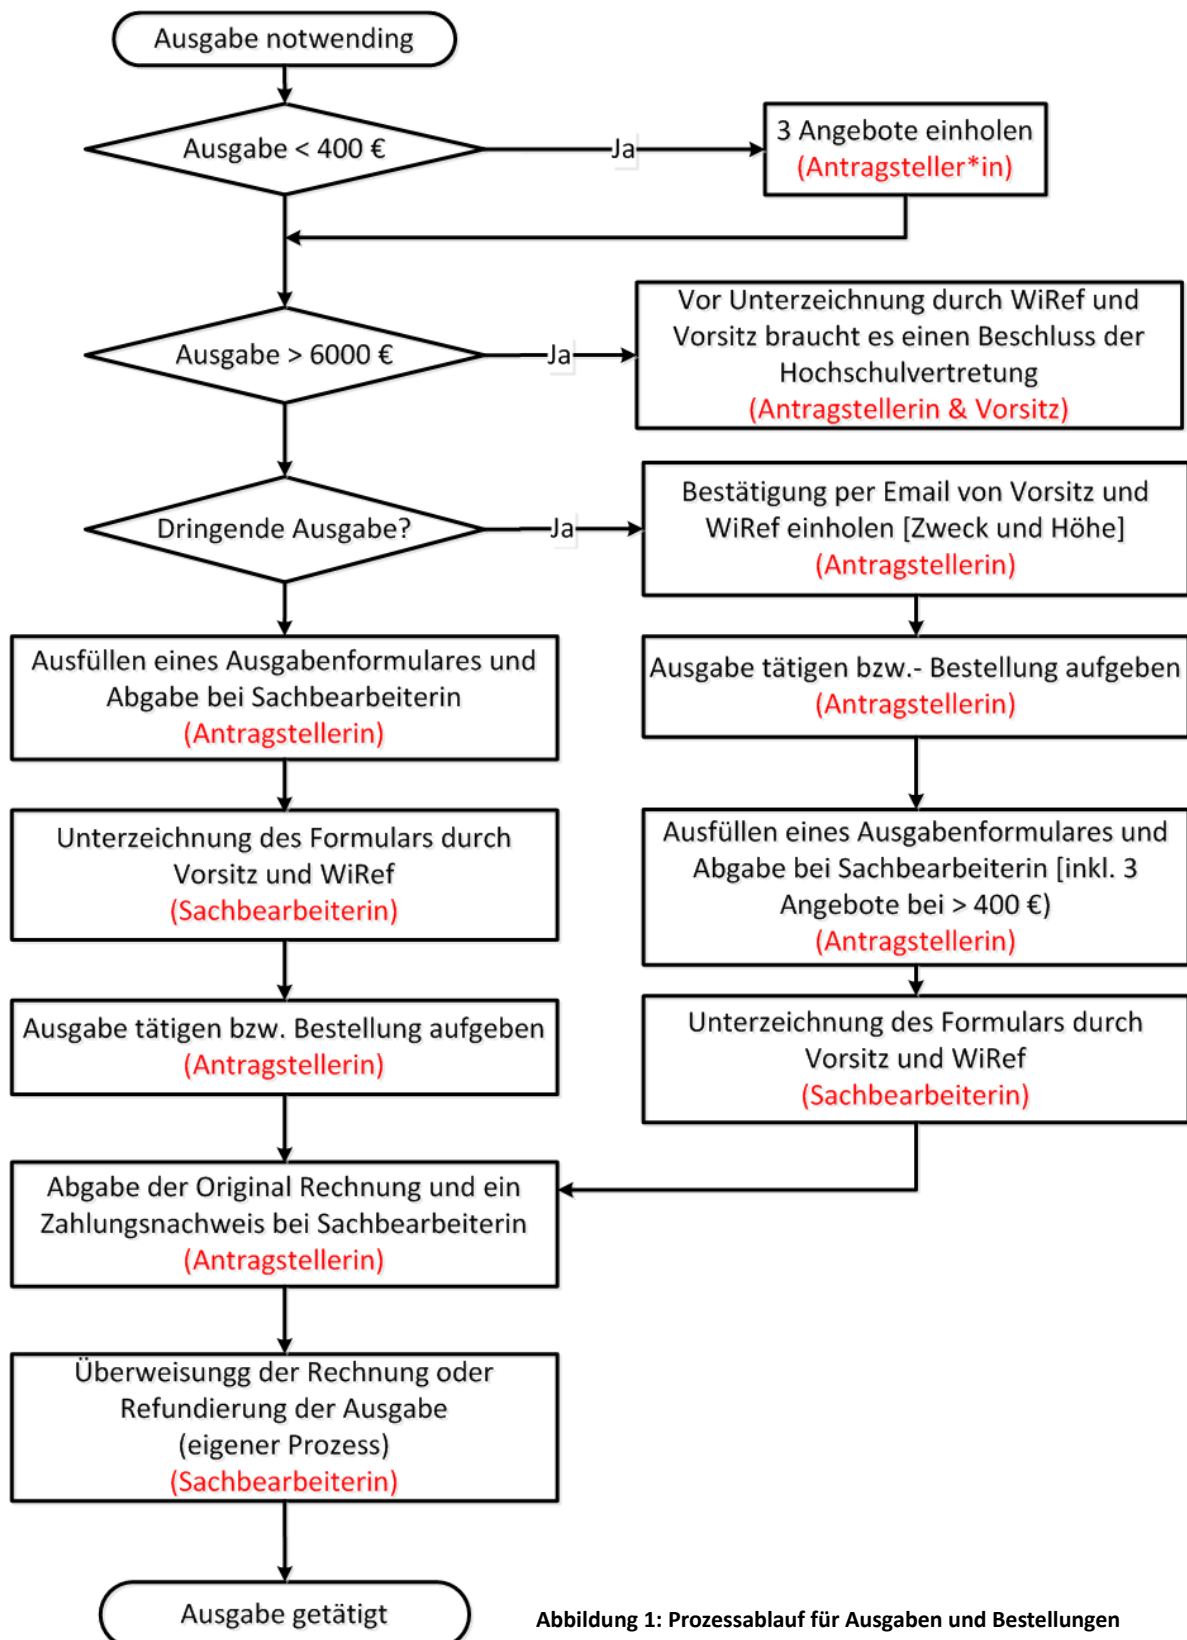 Ausgabe notwending
Ausgabe < 400 €
Ja
3 Angebote einholen
(Antragsteller*in)
Ausgabe > 6000 €
Ja
Vor Unterzeichnung durch WiRef und
Vorsitz braucht es einen Beschluss der
Hochschulvertretung
(Antragstellerin & Vorsitz)
Dringende Ausgabe?
Ja
Bestätigung per Email von Vorsitz und
WiRef einholen [Zweck und Höhe]
(Antragstellerin)
Ausgabe tätigen bzw.- Bestellung aufgeben
(Antragstellerin)
Ausfüllen eines Ausgabenformulares und
Abgabe bei Sachbearbeiterin [inkl. 3
Angebote bei > 400 €)
(Antragstellerin)
Unterzeichnung des Formulars durch
Vorsitz und WiRef
(Sachbearbeiterin)
Ausfüllen eines Ausgabenformulares und
Abgabe bei Sachbearbeiterin
(Antragstellerin)
Unterzeichnung des Formulars durch
Vorsitz und WiRef
(Sachbearbeiterin)
Ausgabe tätigen bzw. Bestellung aufgeben
(Antragstellerin)
Abgabe der Original Rechnung und ein
Zahlungsnachweis bei Sachbearbeiterin
(Antragstellerin)
Überweisungg der Rechnung oder
Refundierung der Ausgabe
(eigener Prozess)
(Sachbearbeiterin)
Ausgabe getätigt
Abbildung 1: Prozessablauf für Ausgaben und Bestellungen